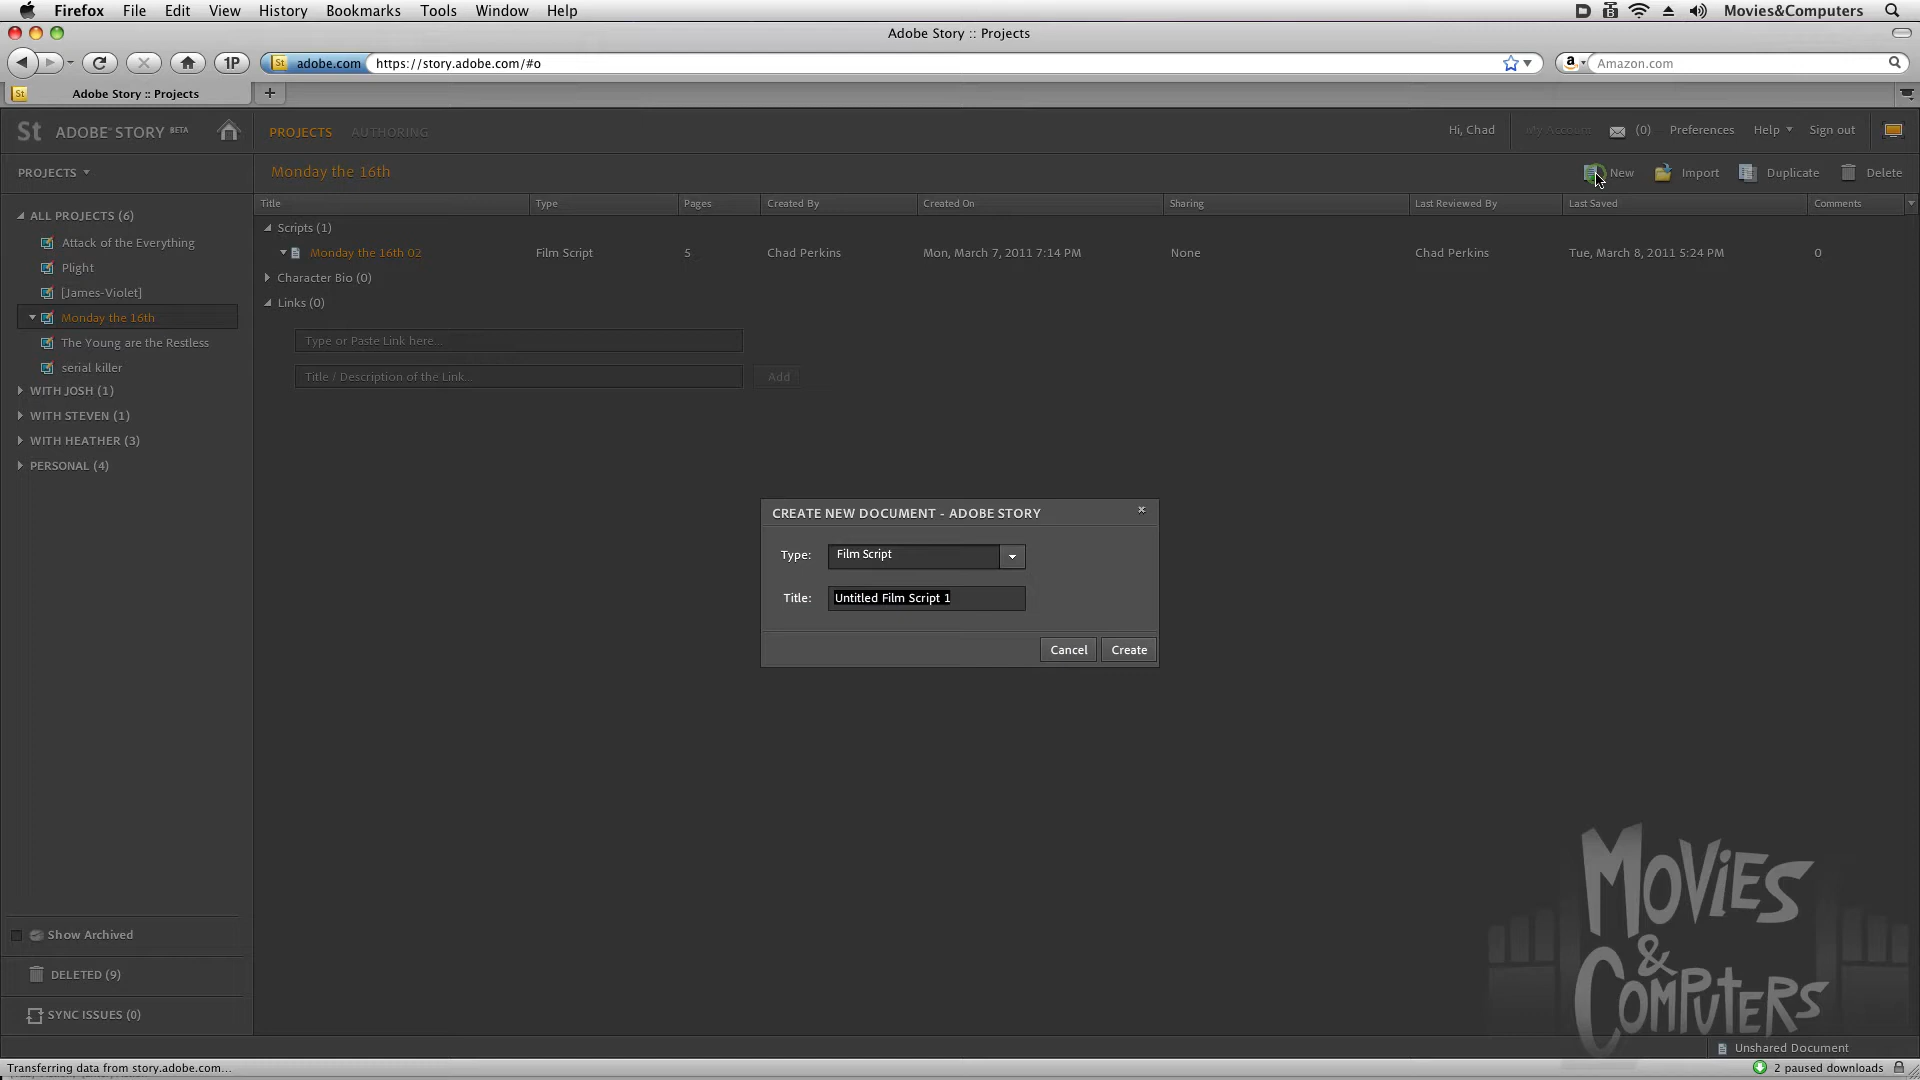 Firefox File Edit View History Bookmarks Tools Window Help Movies&Computers
Adobe Story :: Projects
1P St adobe.com https://story.adobe.com/#o Amazon.com
St Adobe Story :: Projects +
St ADOBE® STORY BETA PROJECTS AUTHORING Hi, Chad My Account (0) Preferences Help Sign out
PROJECTS Monday the 16th New Import Duplicate Delete
Title Type Pages Created By Created On Sharing Last Reviewed By Last Saved Comments
ALL PROJECTS (6)
Scripts (1)
Attack of the Everything
Monday the 16th 02 Film Script 5 Chad Perkins Mon, March 7, 2011 7:14 PM None Chad Perkins Tue, March 8, 2011 5:24 PM 0
Plight
Character Bio (0)
[James-Violet]
Links (0)
Monday the 16th
Type or Paste Link here...
The Young are the Restless
serial killer
Title / Description of the Link... Add
WITH JOSH (1)
WITH STEVEN (1)
WITH HEATHER (3)
PERSONAL (4)
CREATE NEW DOCUMENT - ADOBE STORY
Type: Film Script
Title: Untitled Film Script 1
Cancel Create
MOVIES
&
COMPUTERS
Show Archived
DELETED (9)
SYNC ISSUES (0)
Unshared Document
Transferring data from story.adobe.com... 2 paused downloads